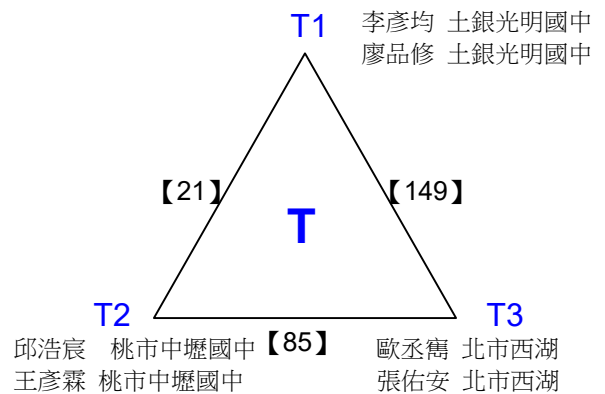 T1
李彥均 土銀光明國中
廖品修 土銀光明國中
【21】
【149】
T
T2
邱浩宸 桃市中壢國中
王彥霖 桃市中壢國中
【85】
T3
歐丞雋 北市西湖
張佑安 北市西湖